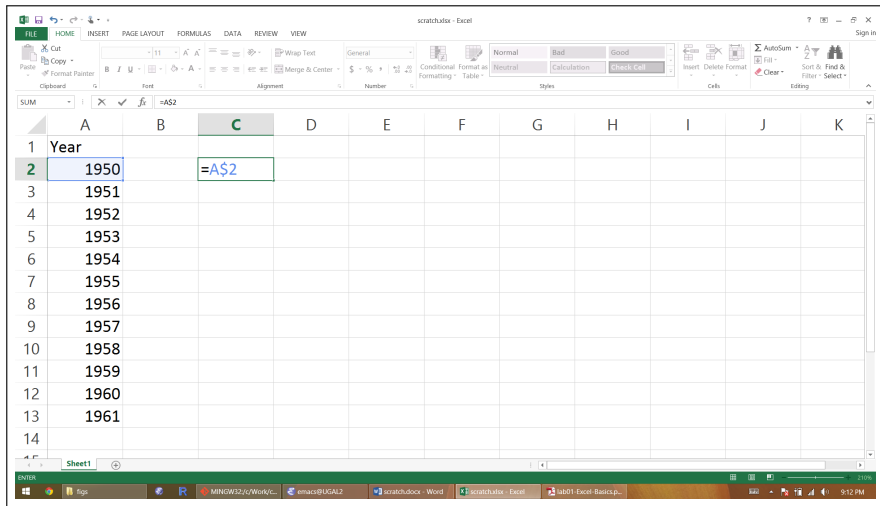 scratch.xlsx - Excel
FILE HOME INSERT PAGE LAYOUT FORMULAS DATA REVIEW VIEW Sign in
Cut
Copy
Format Painter
Paste
Clipboard
11
B I U
Font
Wrap Text
Merge & Center
Alignment
General
$ - %
Number
Conditional Formatting
Format as Table
Normal Bad Good
Neutral Calculation Check Cell
Styles
Insert Delete Format
Cells
AutoSum
Fill
Clear
Sort & Filter
Find & Select
Editing
SUM fx =A$2
A B C D E F G H I J K
1 Year
2 1950 =A$2
3 1951
4 1952
5 1953
6 1954
7 1955
8 1956
9 1957
10 1958
11 1959
12 1960
13 1961
14
Sheet1
ENTER 210%
figs R MINGW32:/c/Work/c... emacs@UGAL2 scratch.docx - Word scratch.xlsx - Excel lab01-Excel-Basics.p... 9:12 PM